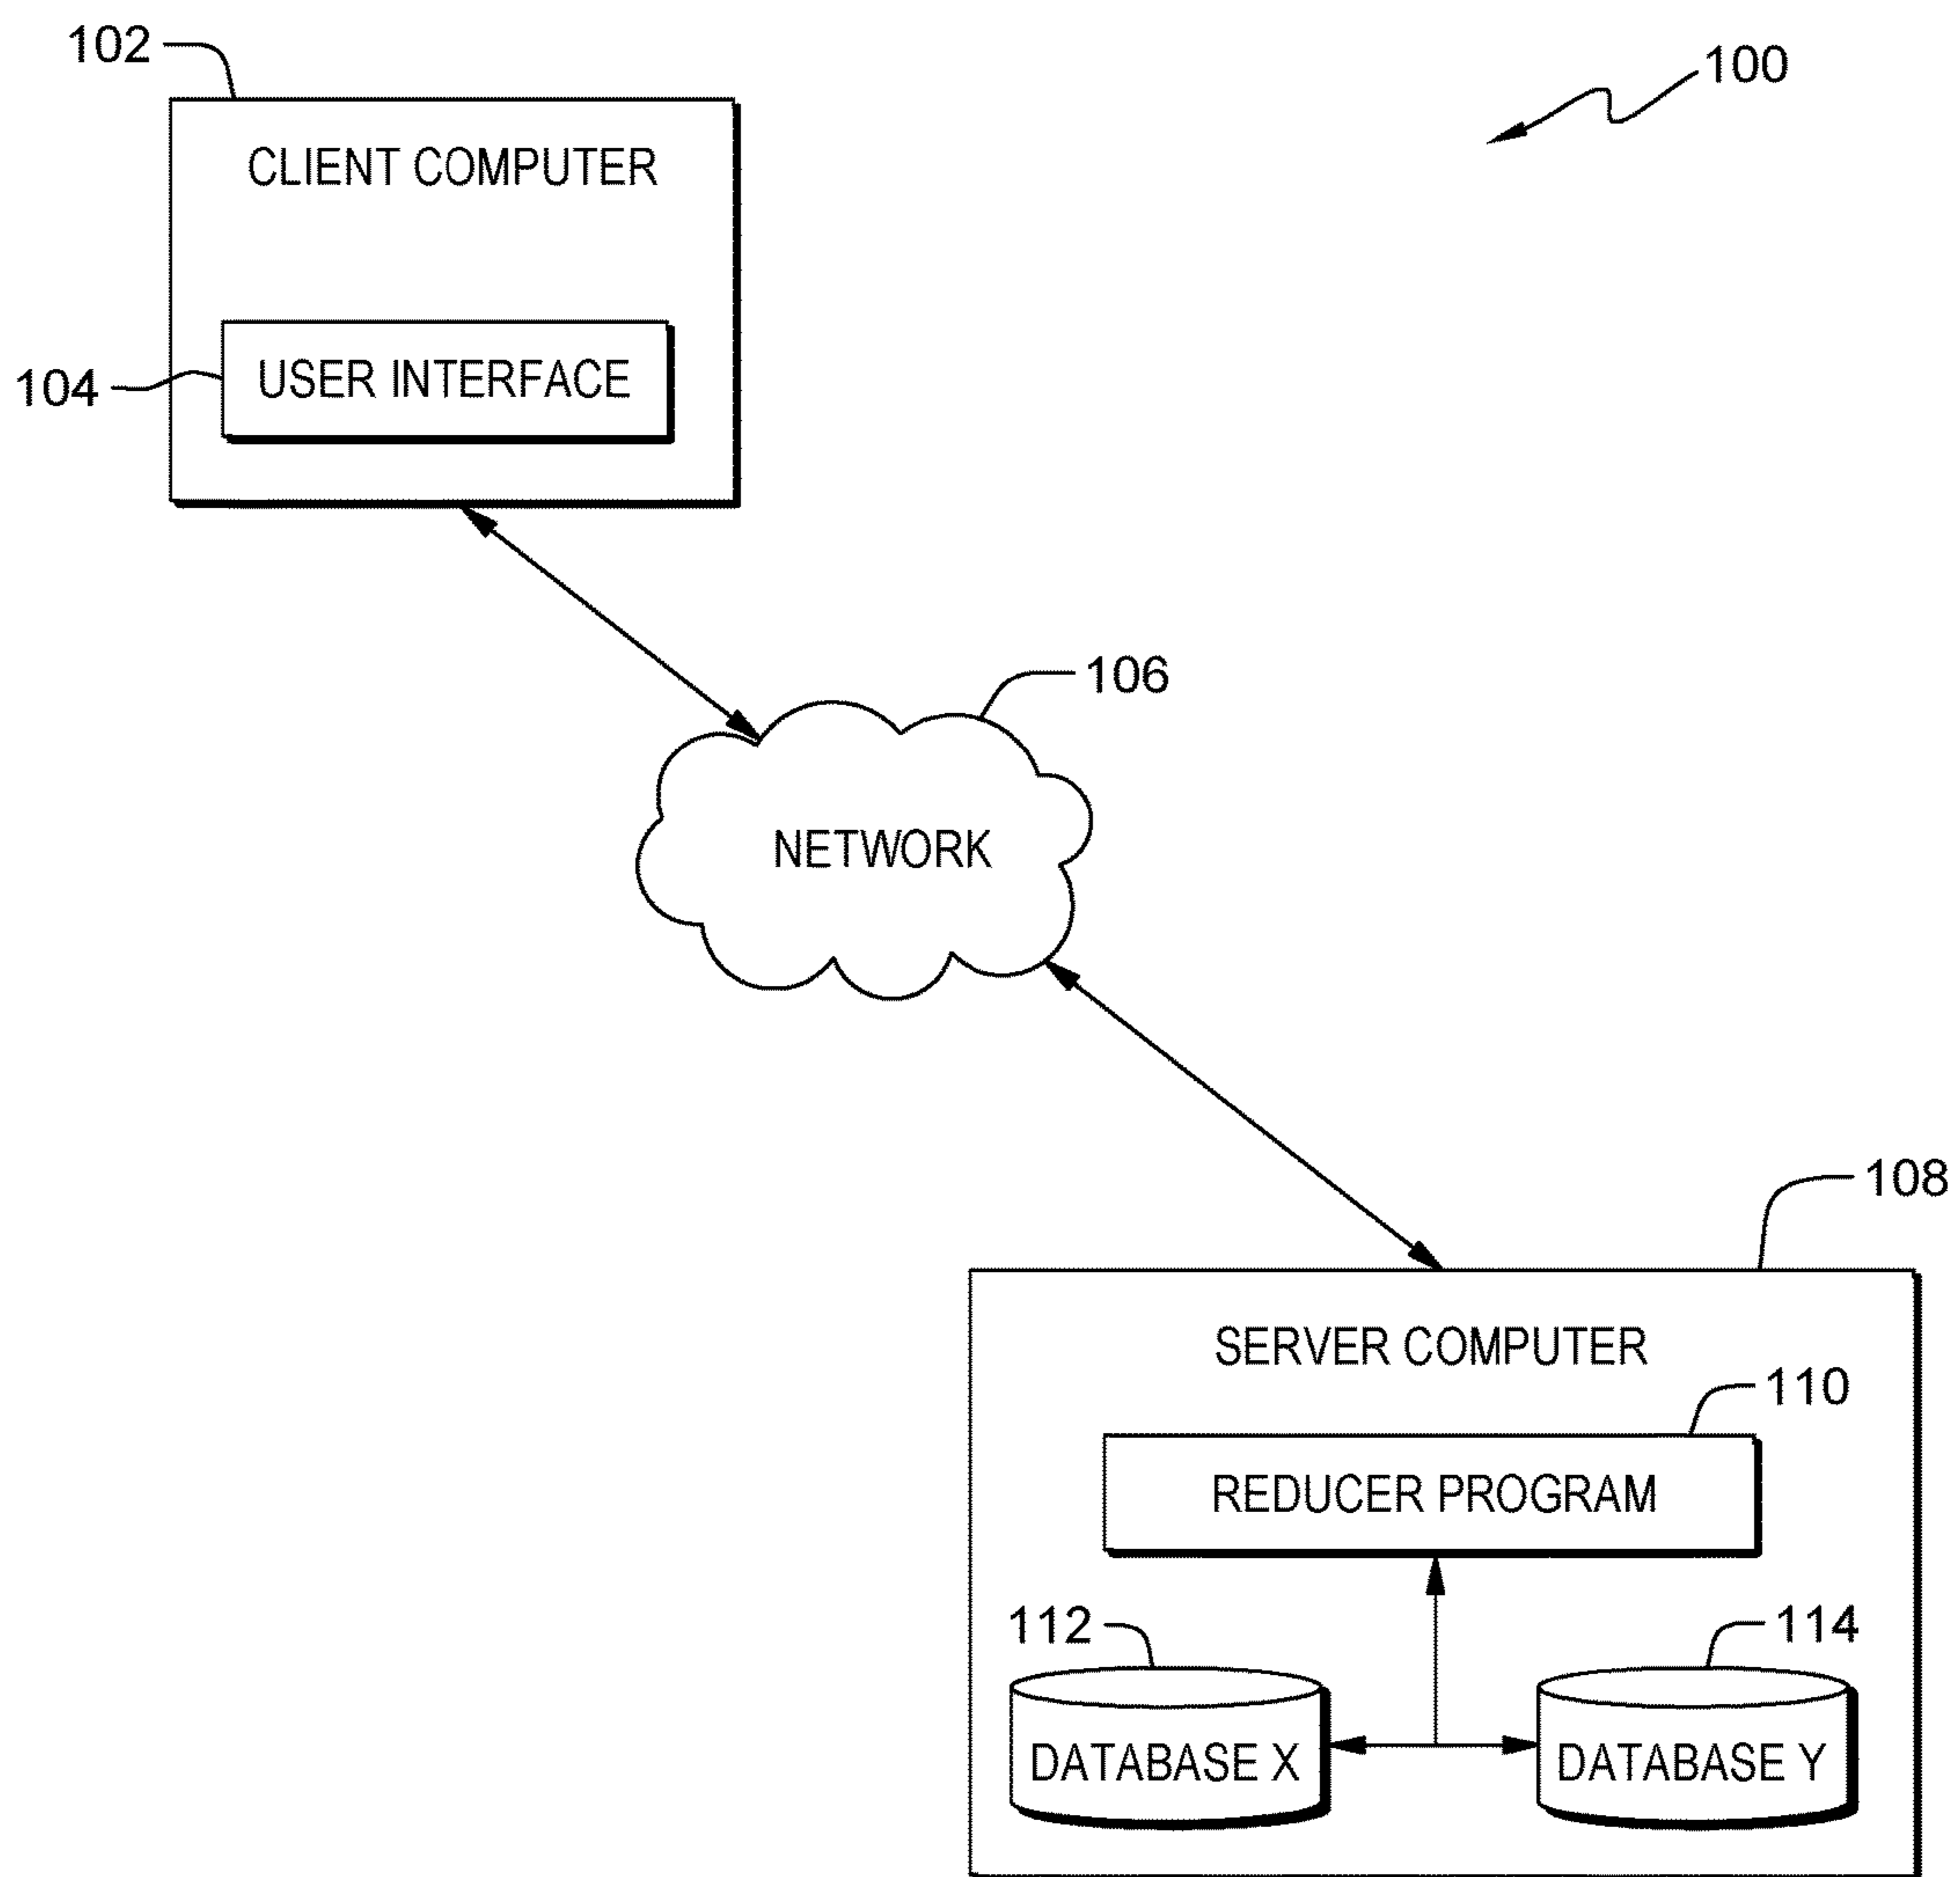 102
100
CLIENT COMPUTER
104
USER INTERFACE
106
NETWORK
108
SERVER COMPUTER
110
REDUCER PROGRAM
112
114
DATABASE X
DATABASE Y